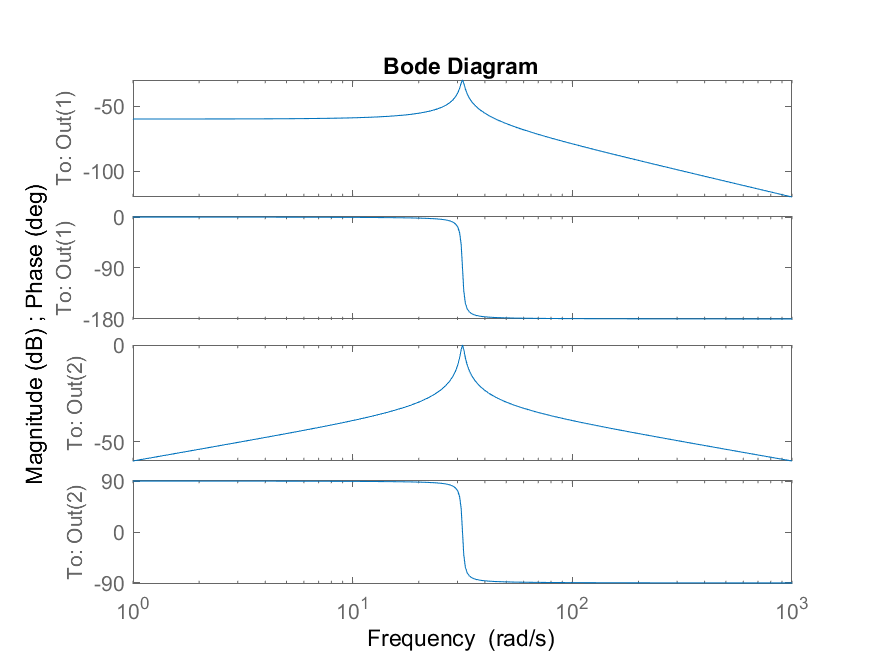 Bode Diagram
Magnitude (dB) ; Phase (deg)
To: Out(1)
-50
-100
To: Out(1)
0
-90
-180
To: Out(2)
0
-50
To: Out(2)
90
0
-90
10^0 10^1 10^2 10^3
Frequency (rad/s)